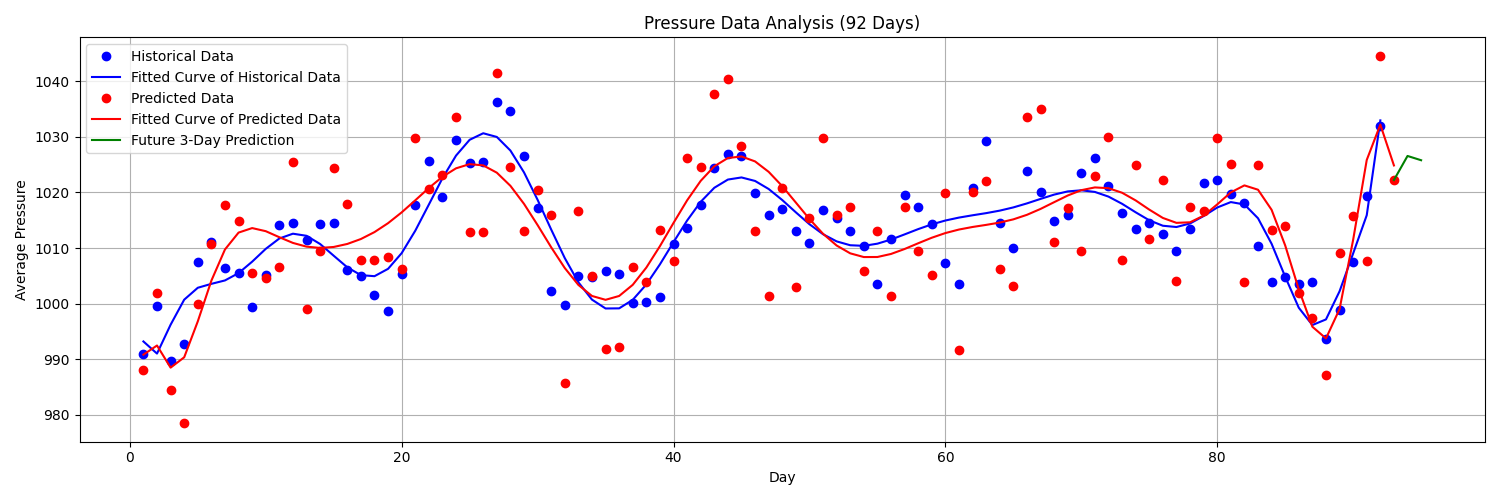 Pressure Data Analysis (92 Days)
Historical Data
Fitted Curve of Historical Data
Predicted Data
Fitted Curve of Predicted Data
Future 3-Day Prediction
Average Pressure
1040
1030
1020
1010
1000
990
980
0 20 40 60 80
Day